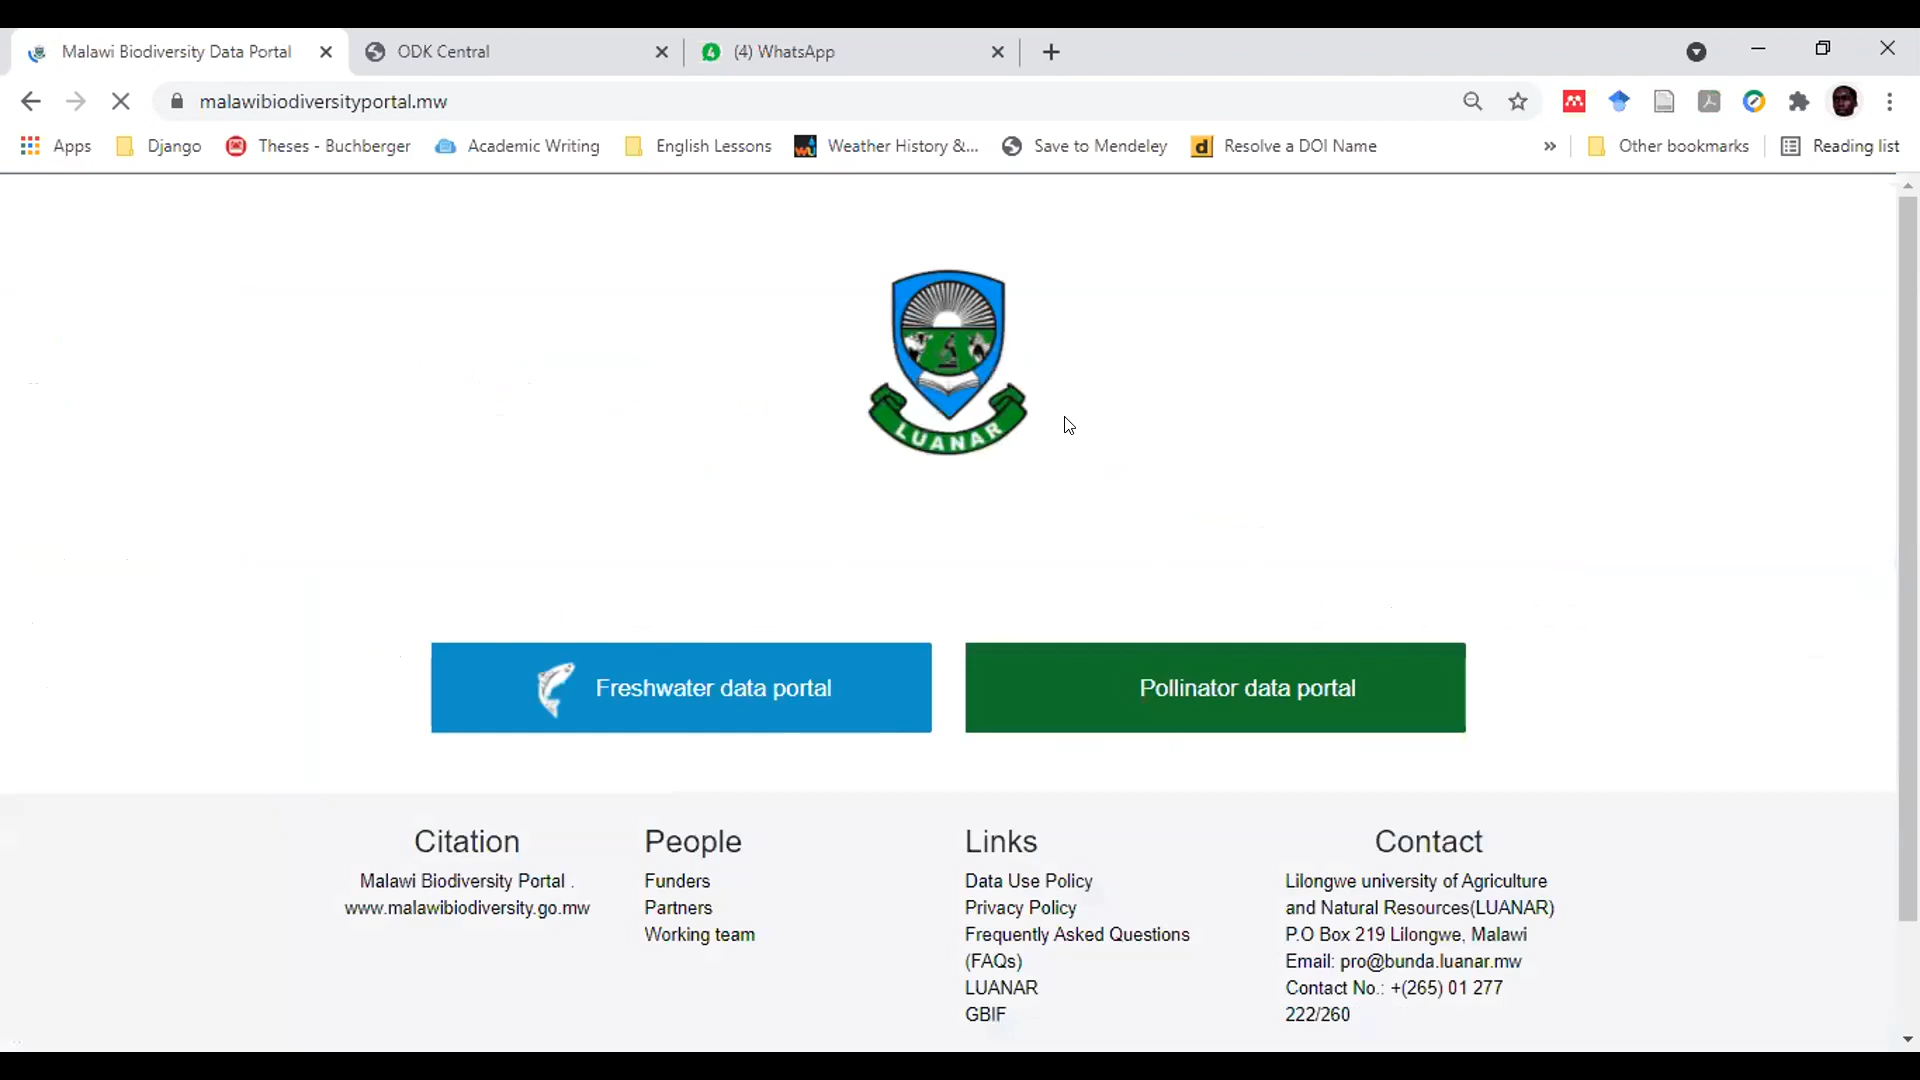 Malawi Biodiversity Data Portal
ODK Central
4
(4) WhatsApp
malawibiodiversityportal.mw
Apps
Django
Theses - Buchberger
Academic Writing
English Lessons
Weather History &...
Save to Mendeley
d
Resolve a DOI Name
»
Other bookmarks
Reading list
LUANAR
Freshwater data portal
Pollinator data portal
Citation
Malawi Biodiversity Portal .
www.malawibiodiversity.go.mw
People
Funders
Partners
Working team
Links
Data Use Policy
Privacy Policy
Frequently Asked Questions
(FAQs)
LUANAR
GBIF
Contact
Lilongwe university of Agriculture
and Natural Resources(LUANAR)
P.O Box 219 Lilongwe, Malawi
Email: pro@bunda.luanar.mw
Contact No.: +(265) 01 277
222/260